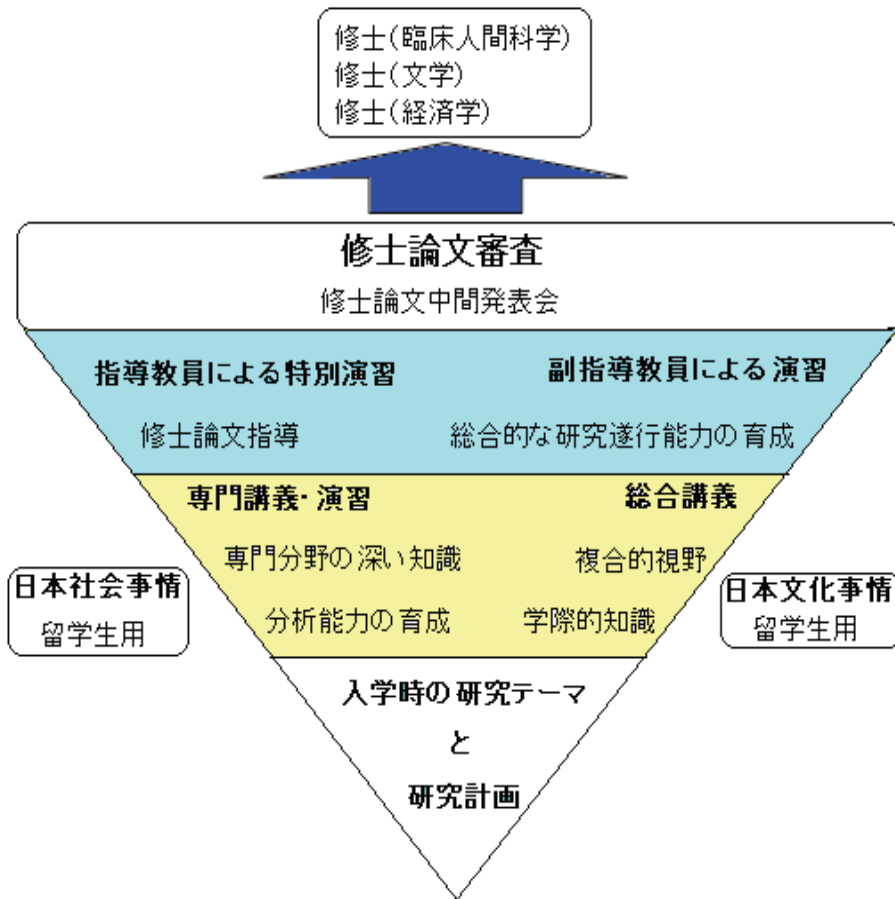 修士(臨床人間科学)
修士(文学)
修士(経済学)
修士論文審査
修士論文中間発表会
指導教員による特別演習
副指導教員による演習
修士論文指導
総合的な研究遂行能力の育成
専門講義・演習
総合講義
専門分野の深い知識
複合的視野
分析能力の育成
学際的知識
日本社会事情
留学生用
日本文化事情
留学生用
入学時の研究テーマ
と
研究計画